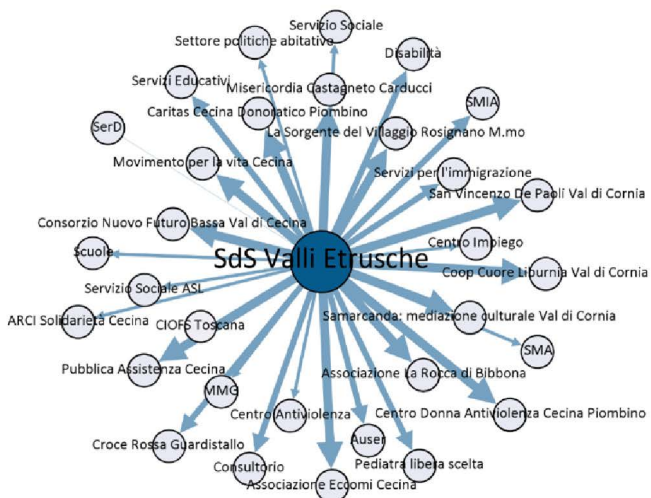 Servizio Sociale
Settore politiche abitative
Disabilità
Servizi Educativi
Misericordia Castagneto Carducci
SMIA
Caritas Cecina Donoratico Piombino
SerD
La Sorgente del Villaggio Rosignano M.mo
Movimento per la vita Cecina
Servizi per l'immigrazione
San Vincenzo De Paoli Val di Cornia
Consorzio Nuovo Futuro Bassa Val di Cecina
Centro Impiego
Scuole
SdS Valli Etrusche
Coop Cuore Liburnia Val di Cornia
Servizio Sociale ASL
ARCI Solidarietà Cecina
CIOFS Toscana
Samarcanda: mediazione culturale Val di Cornia
SMA
Pubblica Assistenza Cecina
Associazione La Rocca di Bibbona
MMG
Centro Antiviolenza
Centro Donna Antiviolenza Cecina Piombino
Croce Rossa Guardistallo
Auser
Consultorio
Pediatra libera scelta
Associazione Eccomi Cecina